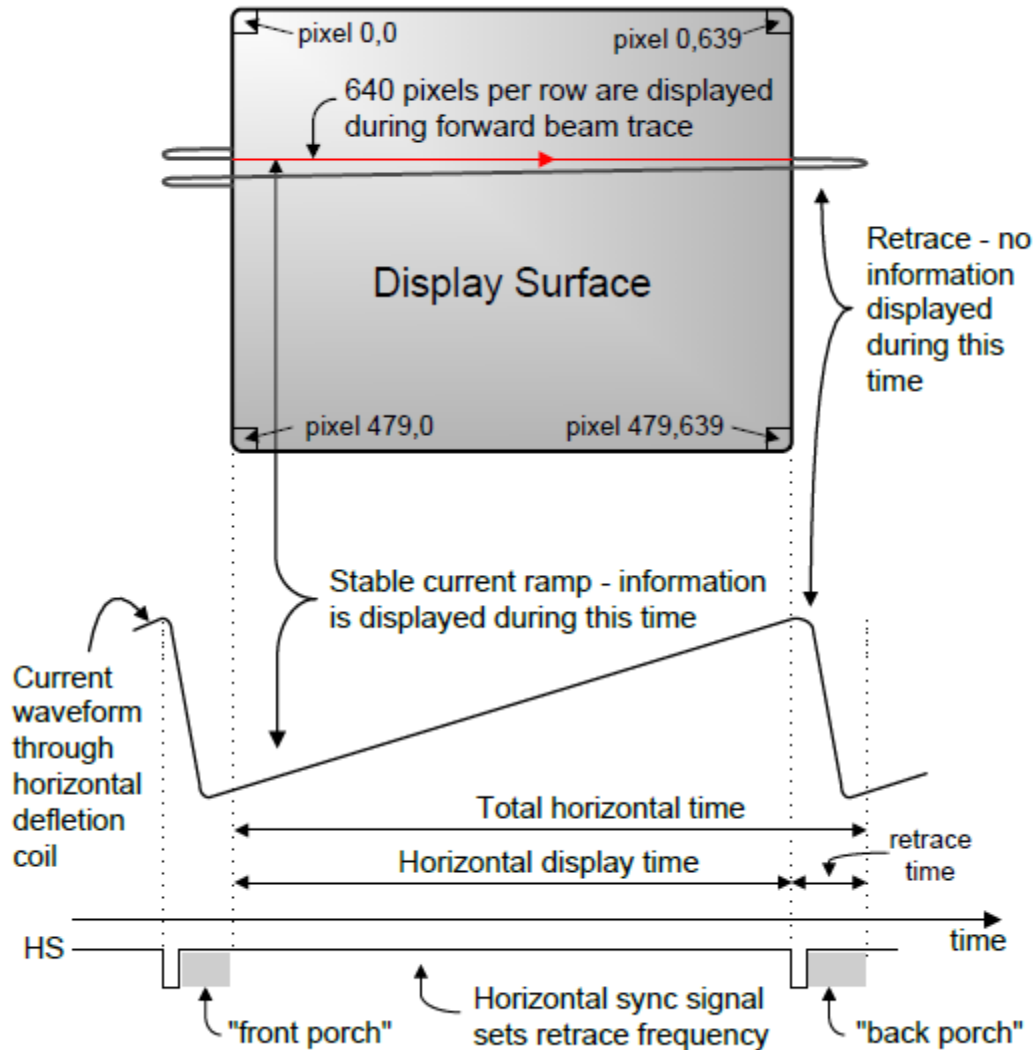 pixel 0,0
pixel 0,639
640 pixels per row are displayed
during forward beam trace
Retrace - no
information
displayed
during this
time
Display Surface
pixel 479,0
pixel 479,639
Stable current ramp - information
is displayed during this time
Current
waveform
through
horizontal
defletion
coil
Total horizontal time
Horizontal display time
retrace
time
time
HS
"front porch"
Horizontal sync signal
sets retrace frequency
"back porch"